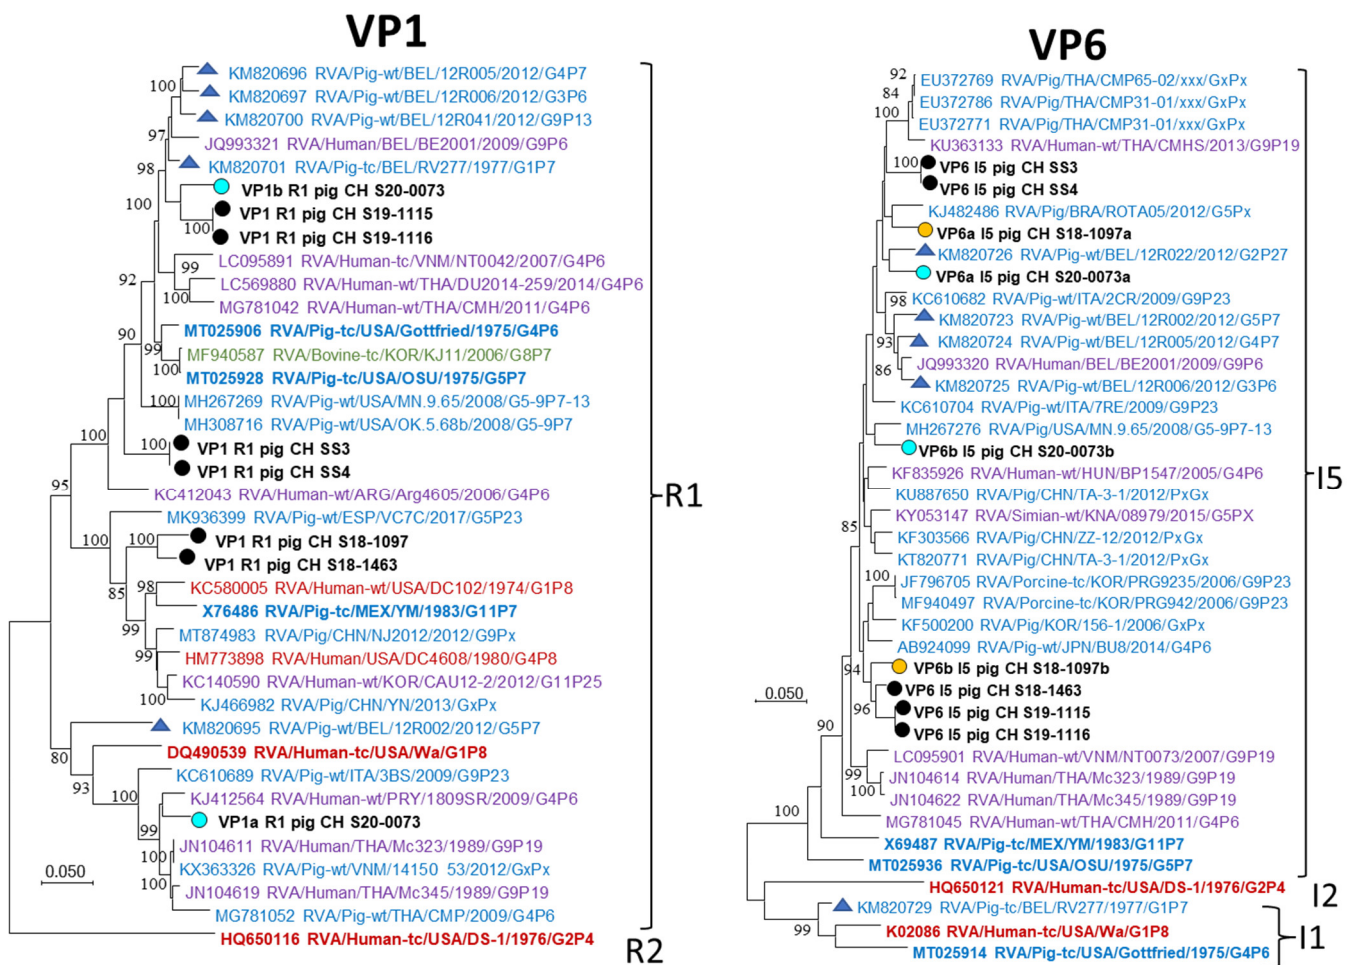 VP1
KM820696 RVA/Pig-wt/BEL/12R005/2012/G4P7
100
KM820697 RVA/Pig-wt/BEL/12R006/2012/G3P6
KM820700 RVA/Pig-wt/BEL/12R041/2012/G9P13
97
JQ993321 RVA/Human/BEL/BE2001/2009/G9P6
98
KM820701 RVA/Pig-tc/BEL/RV277/1977/G1P7
VP1b R1 pig CH S20-0073
100
VP1 R1 pig CH S19-1115
100
VP1 R1 pig CH S19-1116
LC095891 RVA/Human-tc/VNM/NT0042/2007/G4P6
99
92
LC569880 RVA/Human-wt/THA/DU2014-259/2014/G4P6
100
MG781042 RVA/Human-wt/THA/CMH/2011/G4P6
90
MT025906 RVA/Pig-tc/USA/Gottfried/1975/G4P6
99
MF940587 RVA/Bovine-tc/KOR/KJ11/2006/G8P7
100
MT025928 RVA/Pig-tc/USA/OSU/1975/G5P7
100
MH267269 RVA/Pig-wt/USA/MN.9.65/2008/G5-9P7-13
MH308716 RVA/Pig-wt/USA/OK.5.68b/2008/G5-9P7
100
100
VP1 R1 pig CH SS3
VP1 R1 pig CH SS4
95
KC412043 RVA/Human-wt/ARG/Arg4605/2006/G4P6
R1
MK936399 RVA/Pig-wt/ESP/VC7C/2017/G5P23
100
100
VP1 R1 pig CH S18-1097
VP1 R1 pig CH S18-1463
85
98
KC580005 RVA/Human-wt/USA/DC102/1974/G1P8
X76486 RVA/Pig-tc/MEX/YM/1983/G11P7
99
MT874983 RVA/Pig/CHN/NJ2012/2012/G9Px
99
HM773898 RVA/Human/USA/DC4608/1980/G4P8
KC140590 RVA/Human-wt/KOR/CAU12-2/2012/G11P25
100
KJ466982 RVA/Pig/CHN/YN/2013/GxPx
KM820695 RVA/Pig-wt/BEL/12R002/2012/G5P7
80
DQ490539 RVA/Human-tc/USA/Wa/G1P8
93
KC610689 RVA/Pig-wt/ITA/3BS/2009/G9P23
100
KJ412564 RVA/Human-wt/PRY/1809SR/2009/G4P6
VP1a R1 pig CH S20-0073
99
JN104611 RVA/Human/THA/Mc323/1989/G9P19
100
KX363326 RVA/Pig-wt/VNM/14150 53/2012/GxPx
0.050
100
JN104619 RVA/Human/THA/Mc345/1989/G9P19
MG781052 RVA/Pig-wt/THA/CMP/2009/G4P6
HQ650116 RVA/Human-tc/USA/DS-1/1976/G2P4
R2
VP6
92
EU372769 RVA/Pig/THA/CMP65-02/xxx/GxPx
84
EU372786 RVA/Pig/THA/CMP31-01/xxx/GxPx
100
EU372771 RVA/Pig/THA/CMP31-01/xxx/GxPx
KU363133 RVA/Human-wt/THA/CMHS/2013/G9P19
100
VP6 I5 pig CH SS3
VP6 I5 pig CH SS4
KJ482486 RVA/Pig/BRA/ROTA05/2012/G5Px
VP6a I5 pig CH S18-1097a
KM820726 RVA/Pig-wt/BEL/12R022/2012/G2P27
VP6a I5 pig CH S20-0073a
98
KC610682 RVA/Pig-wt/ITA/2CR/2009/G9P23
KM820723 RVA/Pig-wt/BEL/12R002/2012/G5P7
93
KM820724 RVA/Pig-wt/BEL/12R005/2012/G4P7
JQ993320 RVA/Human/BEL/BE2001/2009/G9P6
86
KM820725 RVA/Pig-wt/BEL/12R006/2012/G3P6
KC610704 RVA/Pig-wt/ITA/7RE/2009/G9P23
MH267276 RVA/Pig/USA/MN.9.65/2008/G5-9P7-13
VP6b I5 pig CH S20-0073b
KF835926 RVA/Human-wt/HUN/BP1547/2005/G4P6
I5
KU887650 RVA/Pig/CHN/TA-3-1/2012/PxGx
KY053147 RVA/Simian-wt/KNA/08979/2015/G5PX
85
KF303566 RVA/Pig/CHN/ZZ-12/2012/PxGx
KT820771 RVA/Pig/CHN/TA-3-1/2012/PxGx
100
JF796705 RVA/Porcine-tc/KOR/PRG9235/2006/G9P23
MF940497 RVA/Porcine-tc/KOR/PRG942/2006/G9P23
KF500200 RVA/Pig/KOR/156-1/2006/GxPx
AB924099 RVA/Pig-wt/JPN/BU8/2014/G4P6
94
VP6b I5 pig CH S18-1097b
0.050
VP6 I5 pig CH S18-1463
96
VP6 I5 pig CH S19-1115
VP6 I5 pig CH S19-1116
90
LC095901 RVA/Human-wt/VNM/NT0073/2007/G9P19
99
JN104614 RVA/Human/THA/Mc323/1989/G9P19
100
JN104622 RVA/Human/THA/Mc345/1989/G9P19
100
MG781045 RVA/Human-wt/THA/CMH/2011/G4P6
X69487 RVA/Pig-tc/MEX/YM/1983/G11P7
MT025936 RVA/Pig-tc/USA/OSU/1975/G5P7
HQ650121 RVA/Human-tc/USA/DS-1/1976/G2P4
I2
KM820729 RVA/Pig-tc/BEL/RV277/1977/G1P7
99
K02086 RVA/Human-tc/USA/Wa/G1P8
I1
MT025914 RVA/Pig-tc/USA/Gottfried/1975/G4P6